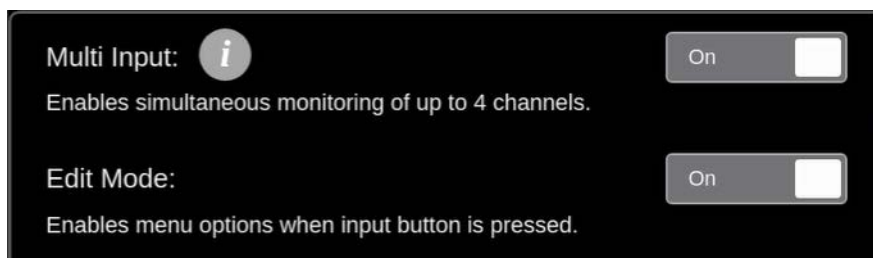 Multi Input: i On
Enables simultaneous monitoring of up to 4 channels.
Edit Mode: On
Enables menu options when input button is pressed.